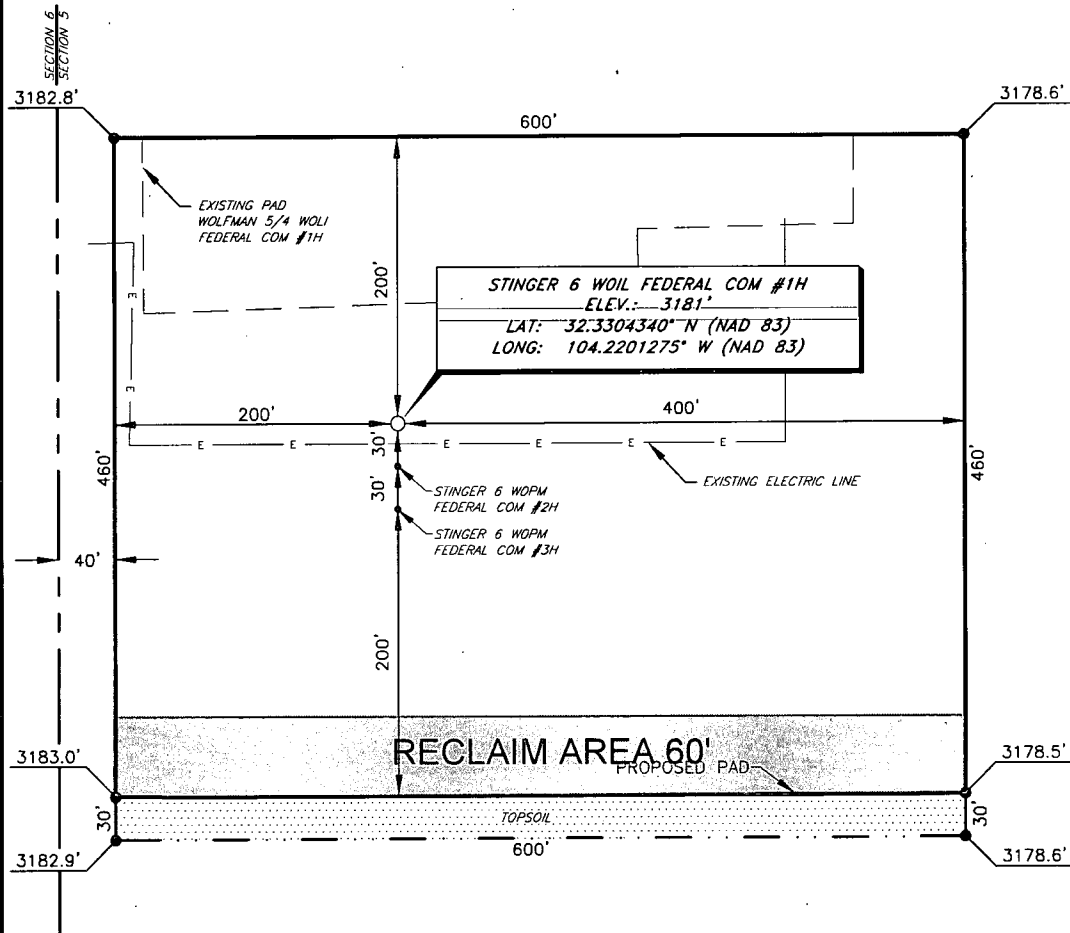 SECTION 6
SECTION 5
3182.8'
3178.6'
600'
EXISTING PAD
WOLFMAN 5/4 WOLI
FEDERAL COM #1H
200'
STINGER 6 WOIL FEDERAL COM #1H
ELEV.: 3181'
LAT: 32.3304340° N (NAD 83)
LONG: 104.2201275° W (NAD 83)
200'
400'
E
E
E E E E E E
30'
460'
460'
30'
EXISTING ELECTRIC LINE
STINGER 6 WOPM
FEDERAL COM #2H
STINGER 6 WOPM
FEDERAL COM #3H
40'
200'
RECLAIM AREA 60'
PROPOSED PAD
3183.0'
3178.5'
30'
TOPSOIL
30'
600'
3182.9'
3178.6'